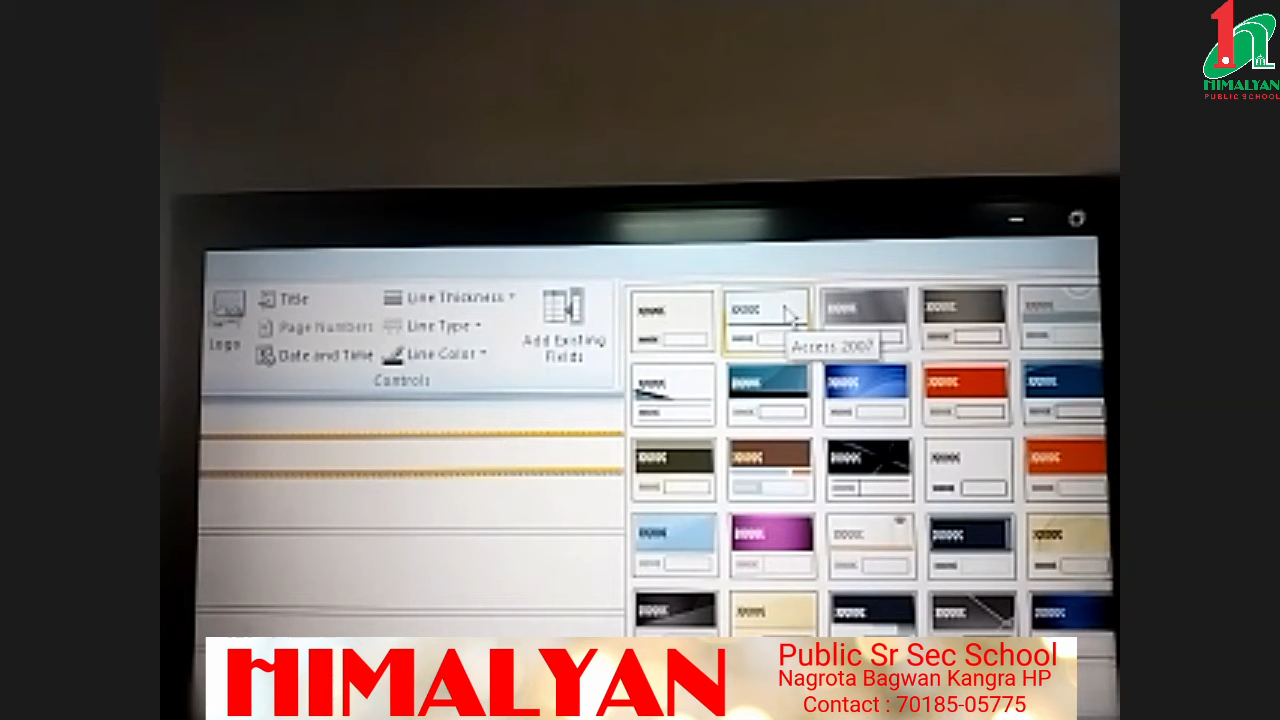 HIMALYAN
PUBLIC SCHOOL
Title
Page Numbers
Date and Time
Logo
Line Thickness
Line Type
Line Color
Add Existing
Fields
Controls
Access 2007
HIMALYAN
Public Sr Sec School
Nagrota Bagwan Kangra HP
Contact : 70185-05775